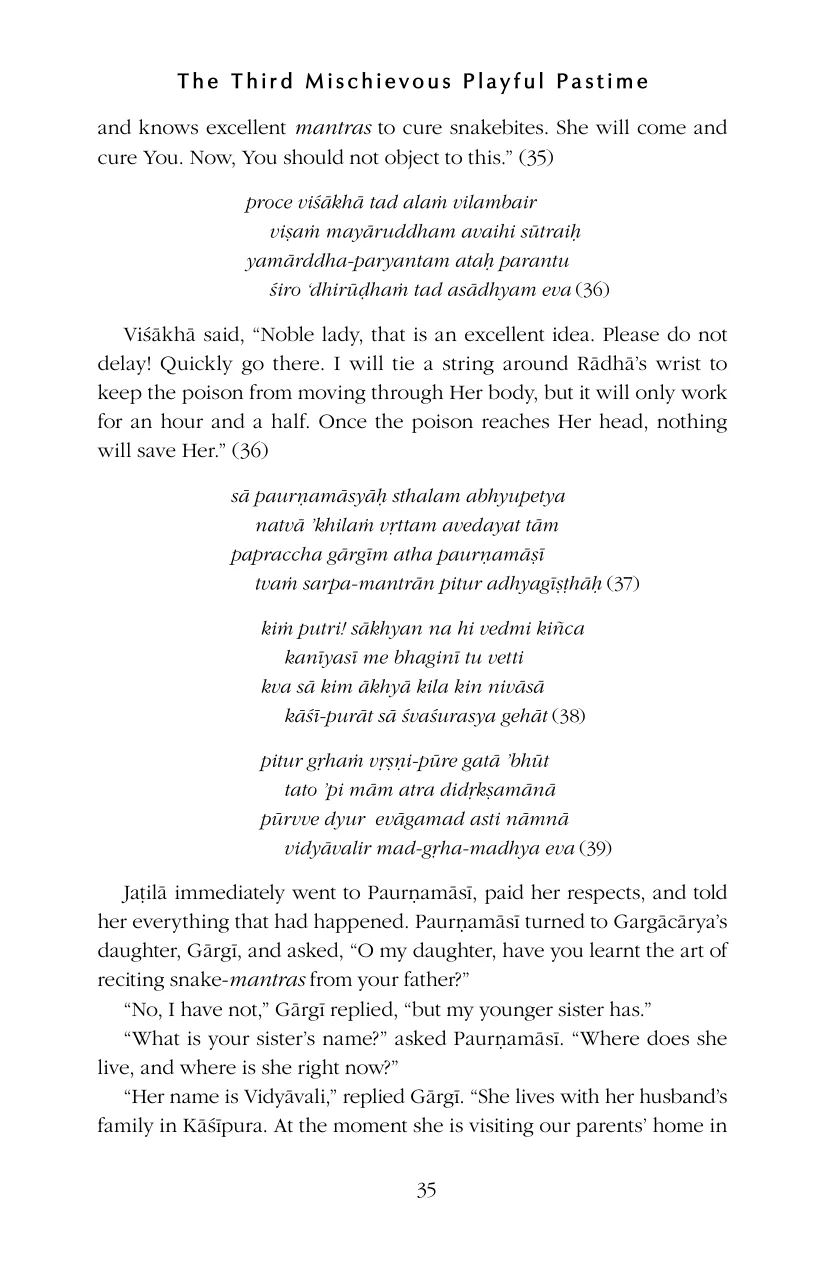 The Third Mischievous Playful Pastime
and knows excellent mantras to cure snakebites. She will come and
cure You. Now, You should not object to this.” (35)
proce viśākhā tad alaṁ vilambair
viṣaṁ mayāruddham avaihi sūtraiḥ
yamārddha-paryantam ataḥ parantu
śiro ‘dhirūḍhaṁ tad asādhyam eva (36)
Viśākhā said, “Noble lady, that is an excellent idea. Please do not
delay! Quickly go there. I will tie a string around Rādhā’s wrist to
keep the poison from moving through Her body, but it will only work
for an hour and a half. Once the poison reaches Her head, nothing
will save Her.” (36)
sā paurṇamāsyāḥ sthalam abhyupetya
natvā ’khilaṁ vṛttam avedayat tām
papraccha gārgīm atha paurṇamāṣī
tvaṁ sarpa-mantrān pitur adhyagīṣṭhāḥ (37)
kiṁ putri! sākhyan na hi vedmi kiñca
kanīyasī me bhaginī tu vetti
kva sā kim ākhyā kila kin nivāsā
kāśī-purāt sā śvaśurasya gehāt (38)
pitur gṛhaṁ vṛṣṇi-pūre gatā ’bhūt
tato ’pi mām atra didṛkṣamānā
pūrvve dyur evāgamad asti nāmnā
vidyāvalir mad-gṛha-madhya eva (39)
Jaṭilā immediately went to Paurṇamāsī, paid her respects, and told
her everything that had happened. Paurṇamāsī turned to Gargācārya’s
daughter, Gārgī, and asked, “O my daughter, have you learnt the art of
reciting snake-mantras from your father?”
“No, I have not,” Gārgī replied, “but my younger sister has.”
“What is your sister’s name?” asked Paurṇamāsī. “Where does she
live, and where is she right now?”
“Her name is Vidyāvali,” replied Gārgī. “She lives with her husband’s
family in Kāśīpura. At the moment she is visiting our parents’ home in
35